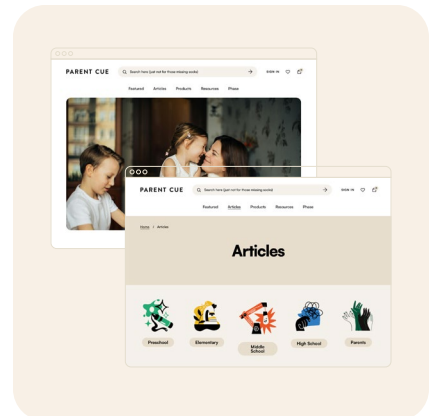 PARENT CUE
Search here (just not for those missing socks)
SIGN IN
Featured Articles Products Resources Phase
PARENT CUE
Search here (just not for those missing socks)
SIGN IN
Featured Articles Products Resources Phase
Home / Articles
Articles
Preschool
Elementary
Middle
School
High School
Parents